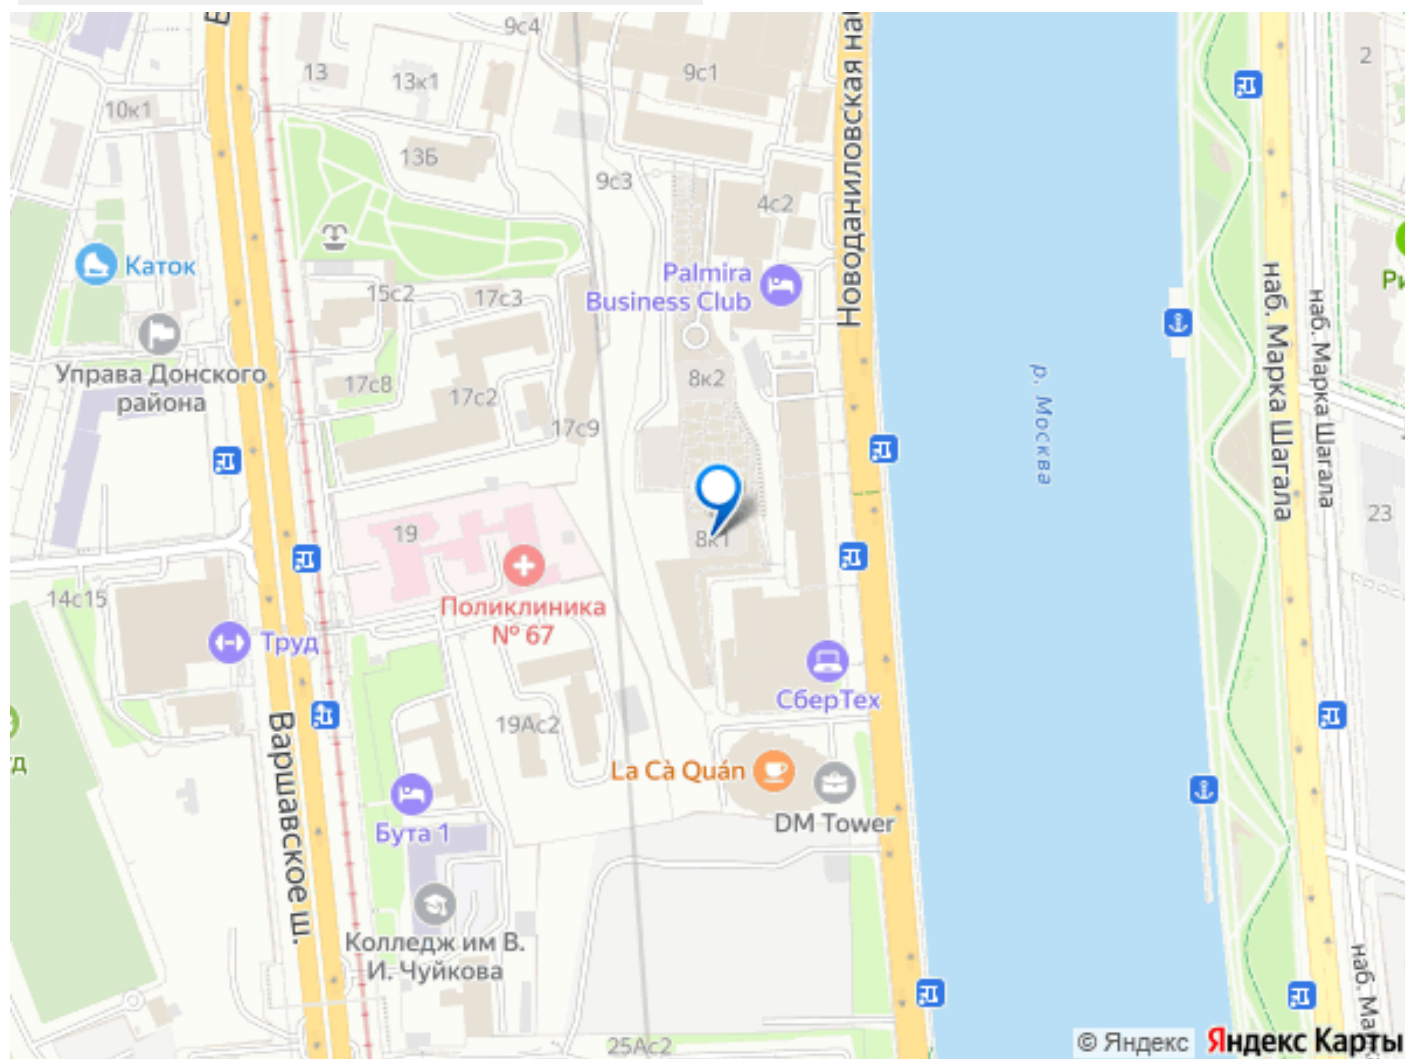 9с4
2
13
13к1
9с1
10к1
13Б
9с3
4с2
Новоданиловская
Каток
Palmira
Business Club
15с2
17с3
наб. Марка Шагала
наб. Марка Шагала
Управа Донского
района
17с8
17с2
8к2
р. Москва
17с9
19
8к1
23
14с15
Поликлиника
№ 67
Труд
СберТех
19Ас2
Варшавское ш.
La Cà Quán
DM Tower
Бута 1
Колледж им В.
И. Чуйкова
25Ас2
© Яндекс
Яндекс Карты